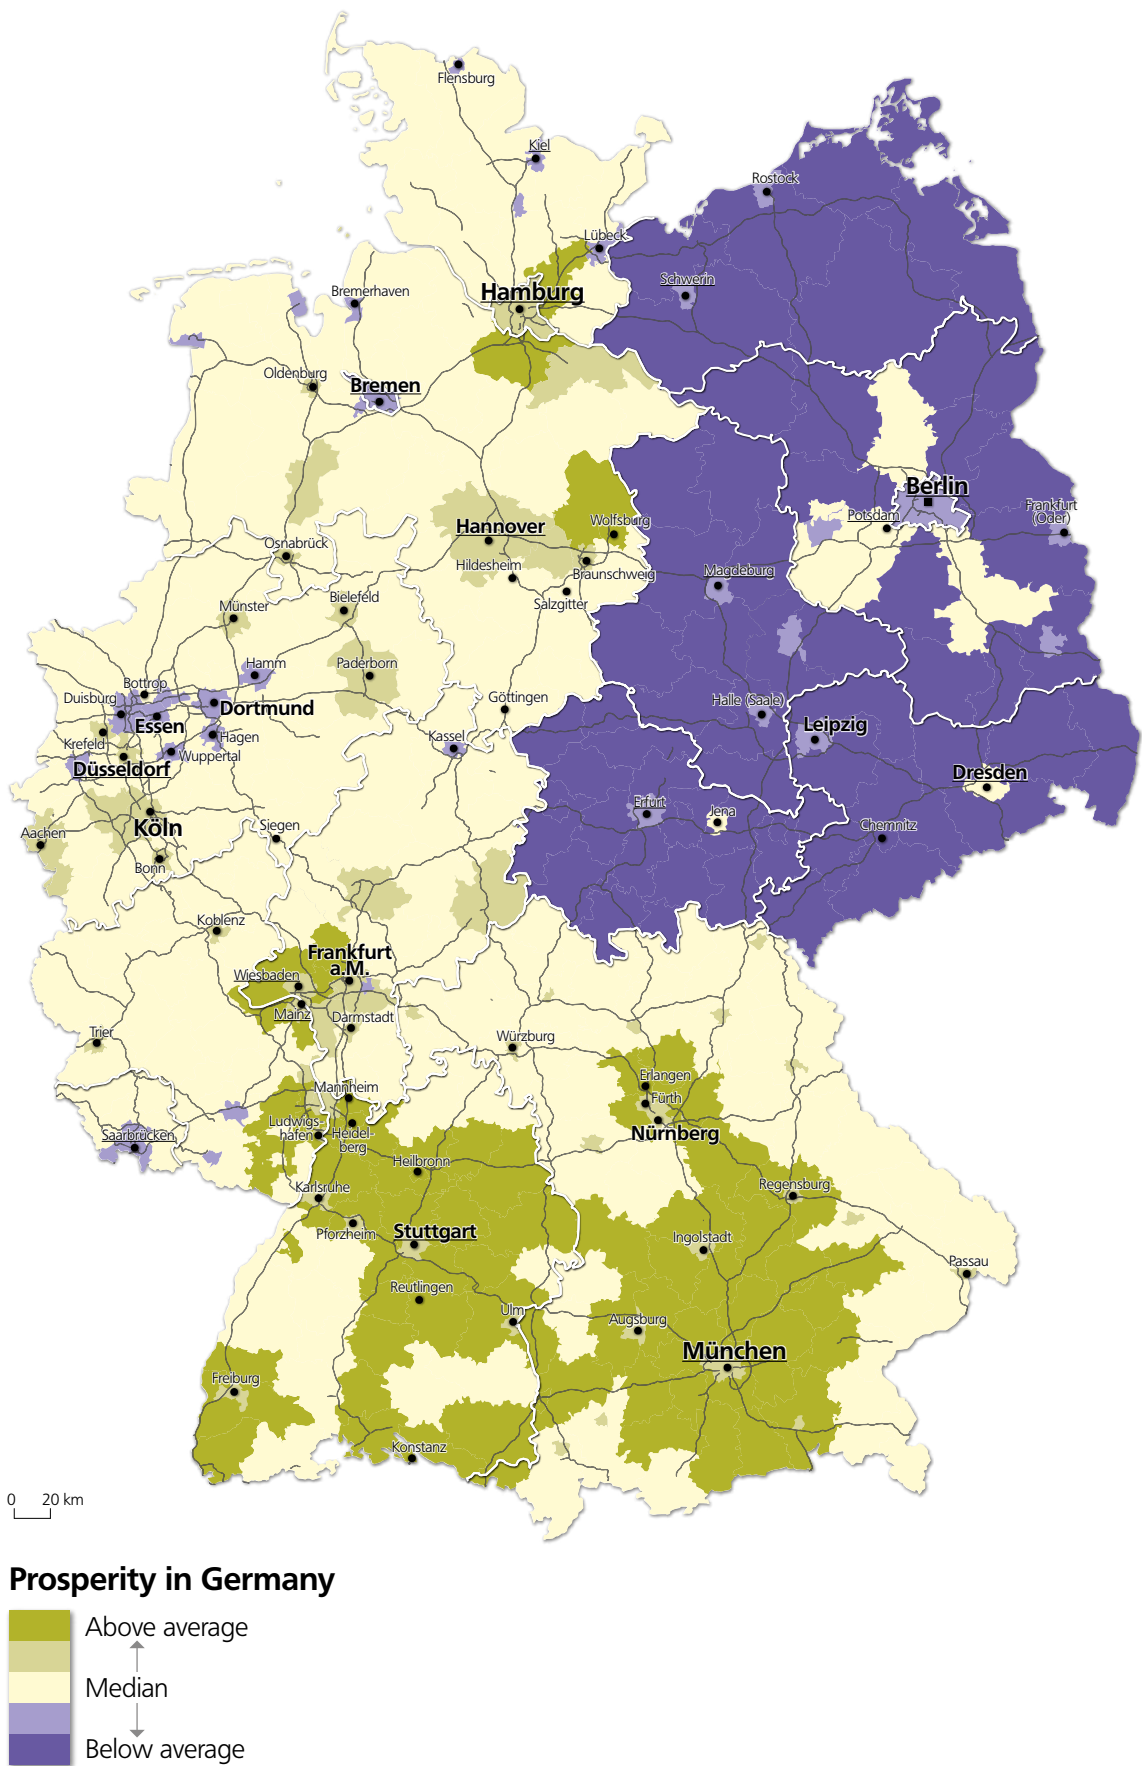 Flensburg
Kiel
Rostock
Lübeck
Schwerin
Hamburg
Bremerhaven
Oldenburg
Bremen
Berlin
Potsdam
Frankfurt
(Oder)
Hannover
Wolfsburg
Osnabrück
Hildesheim
Braunschweig
Magdeburg
Salzgitter
Münster
Bielefeld
Hamm
Paderborn
Bottrop
Duisburg
Dortmund
Göttingen
Halle (Saale)
Essen
Leipzig
Krefeld
Hagen
Kassel
Wuppertal
Düsseldorf
Dresden
Erfurt
Jena
Köln
Siegen
Chemnitz
Aachen
Bonn
Koblenz
Frankfurt
a.M.
Wiesbaden
Mainz
Darmstadt
Trier
Würzburg
Erlangen
Mannheim
Fürth
Ludwigs-
hafen
Heidel-
berg
Nürnberg
Saarbrücken
Heilbronn
Karlsruhe
Regensburg
Pforzheim
Stuttgart
Ingolstadt
Passau
Reutlingen
Ulm
Augsburg
München
Freiburg
Konstanz
0 20 km
Prosperity in Germany
Above average
Median
Below average